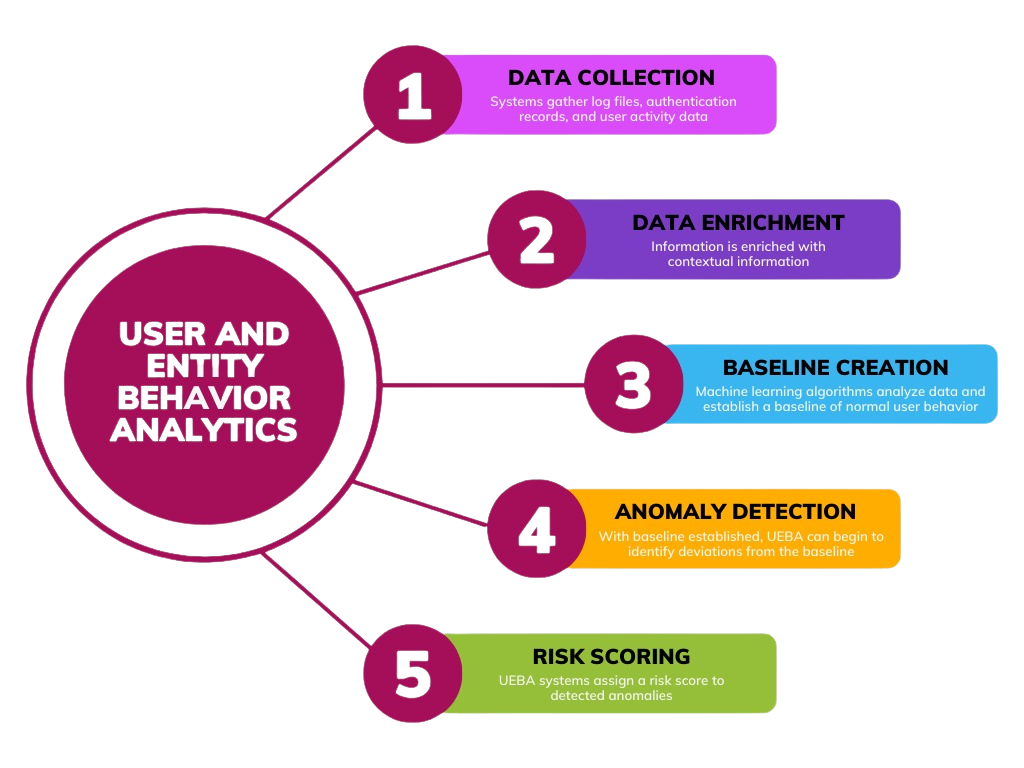 USER AND
ENTITY
BEHAVIOR
ANALYTICS
1
DATA COLLECTION
Systems gather log files, authentication
records, and user activity data
2
DATA ENRICHMENT
Information is enriched with
contextual information
3
BASELINE CREATION
Machine learning algorithms analyze data and
establish a baseline of normal user behavior
4
ANOMALY DETECTION
With baseline established, UEBA can begin to
identify deviations from the baseline
5
RISK SCORING
UEBA systems assign a risk score to
detected anomalies